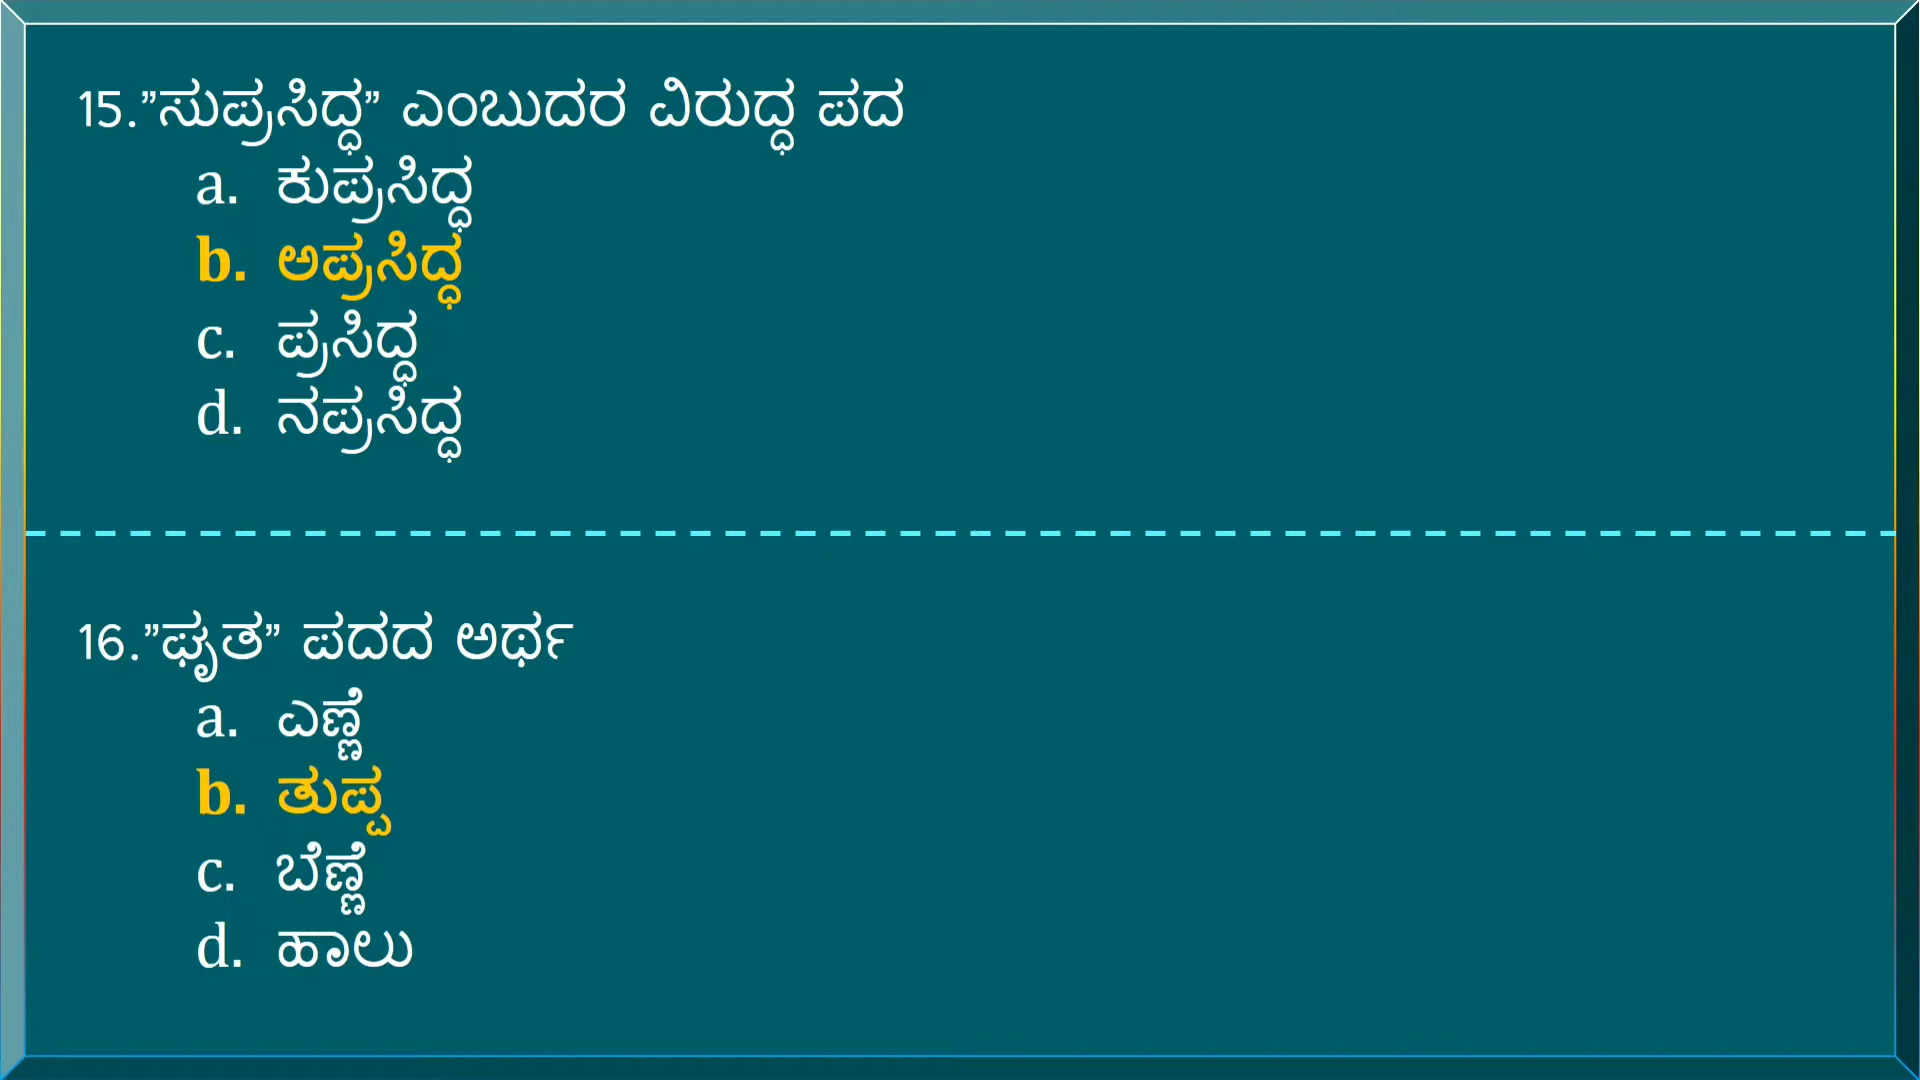 15."ಸುಪ್ರಸಿದ್ಧ" ಎಂಬುದರ ವಿರುದ್ಧ ಪದ
a. ಕುಪ್ರಸಿದ್ಧ
b. ಅಪ್ರಸಿದ್ಧ
c. ಪ್ರಸಿದ್ಧ
d. ನಪ್ರಸಿದ್ಧ
16."ಘೃತ" ಪದದ ಅರ್ಥ
a. ಎಣ್ಣೆ
b. ತುಪ್ಪ
c. ಬೆಣ್ಣೆ
d. ಹಾಲು